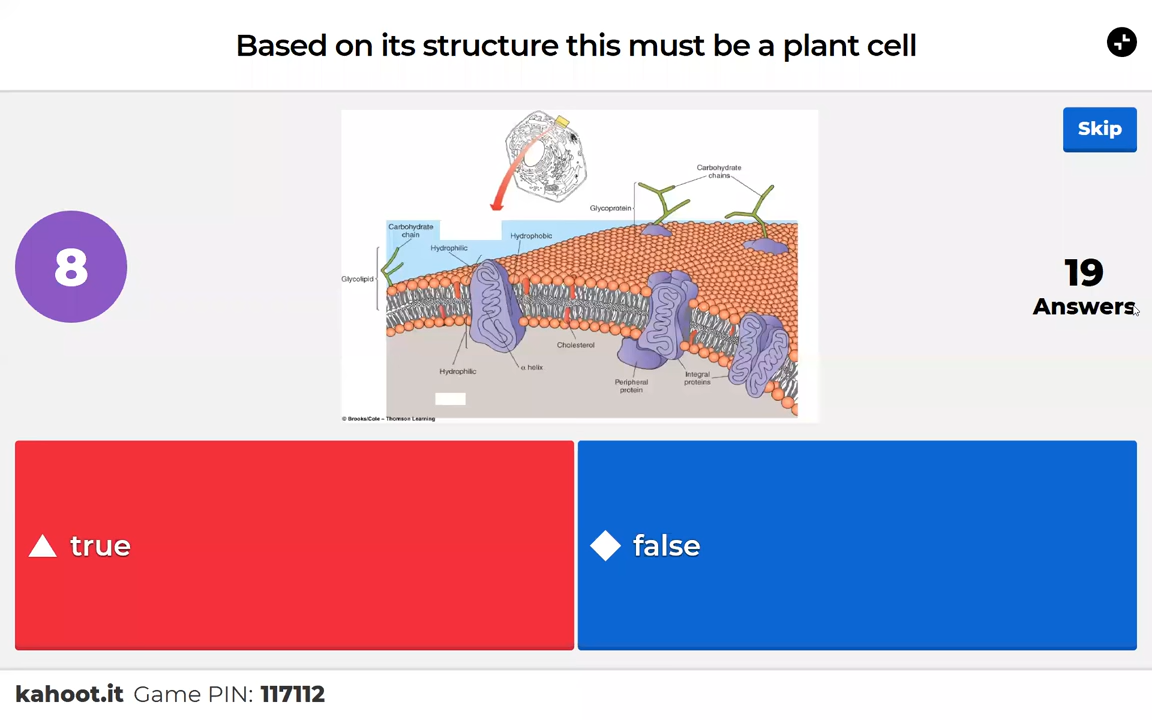 Based on its structure this must be a plant cell
Skip
8
19
Answers
Carbohydrate
chains
Glycoprotein
Carbohydrate
chain
Hydrophobic
Hydrophilic
Glycolipid
Cholesterol
Hydrophilic
α helix
Integral
proteins
Peripheral
protein
© Brooks/Cole – Thomson Learning
true
false
kahoot.it Game PIN: 117112